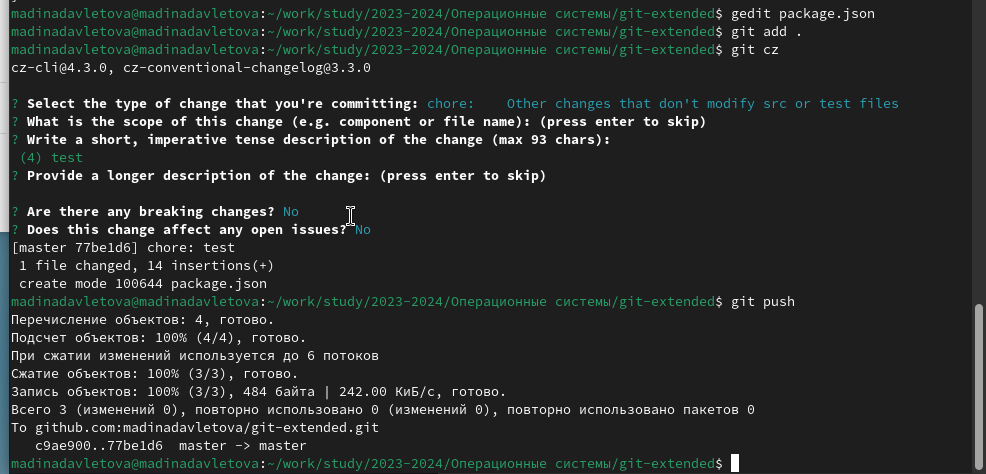 madinadavletova@madinadavletova:~/work/study/2023-2024/Операционные системы/git-extended$ gedit package.json
madinadavletova@madinadavletova:~/work/study/2023-2024/Операционные системы/git-extended$ git add .
madinadavletova@madinadavletova:~/work/study/2023-2024/Операционные системы/git-extended$ git cz
cz-cli@4.3.0, cz-conventional-changelog@3.3.0
? Select the type of change that you're committing: chore:    Other changes that don't modify src or test files
? What is the scope of this change (e.g. component or file name): (press enter to skip)
? Write a short, imperative tense description of the change (max 93 chars):
(4) test
? Provide a longer description of the change: (press enter to skip)
? Are there any breaking changes? No
? Does this change affect any open issues? No
[master 77be1d6] chore: test
1 file changed, 14 insertions(+)
create mode 100644 package.json
madinadavletova@madinadavletova:~/work/study/2023-2024/Операционные системы/git-extended$ git push
Перечисление объектов: 4, готово.
Подсчет объектов: 100% (4/4), готово.
При сжатии изменений используется до 6 потоков
Сжатие объектов: 100% (3/3), готово.
Запись объектов: 100% (3/3), 484 байта | 242.00 КиБ/с, готово.
Всего 3 (изменений 0), повторно использовано 0 (изменений 0), повторно использовано пакетов 0
To github.com:madinadavletova/git-extended.git
c9ae900..77be1d6  master -> master
madinadavletova@madinadavletova:~/work/study/2023-2024/Операционные системы/git-extended$